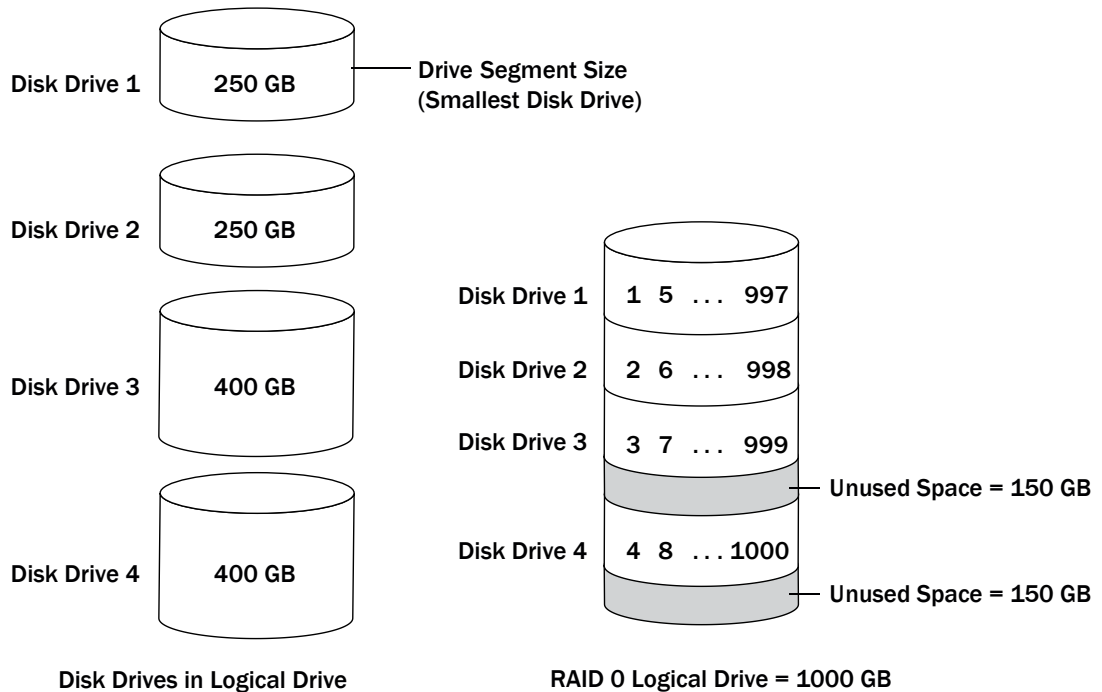 Disk Drive 1
250 GB
Drive Segment Size
(Smallest Disk Drive)
Disk Drive 2
250 GB
Disk Drive 3
400 GB
Disk Drive 4
400 GB
Disk Drives in Logical Drive
Disk Drive 1
1 5 ... 997
Disk Drive 2
2 6 ... 998
Disk Drive 3
3 7 ... 999
Unused Space = 150 GB
Disk Drive 4
4 8 ... 1000
Unused Space = 150 GB
RAID 0 Logical Drive = 1000 GB